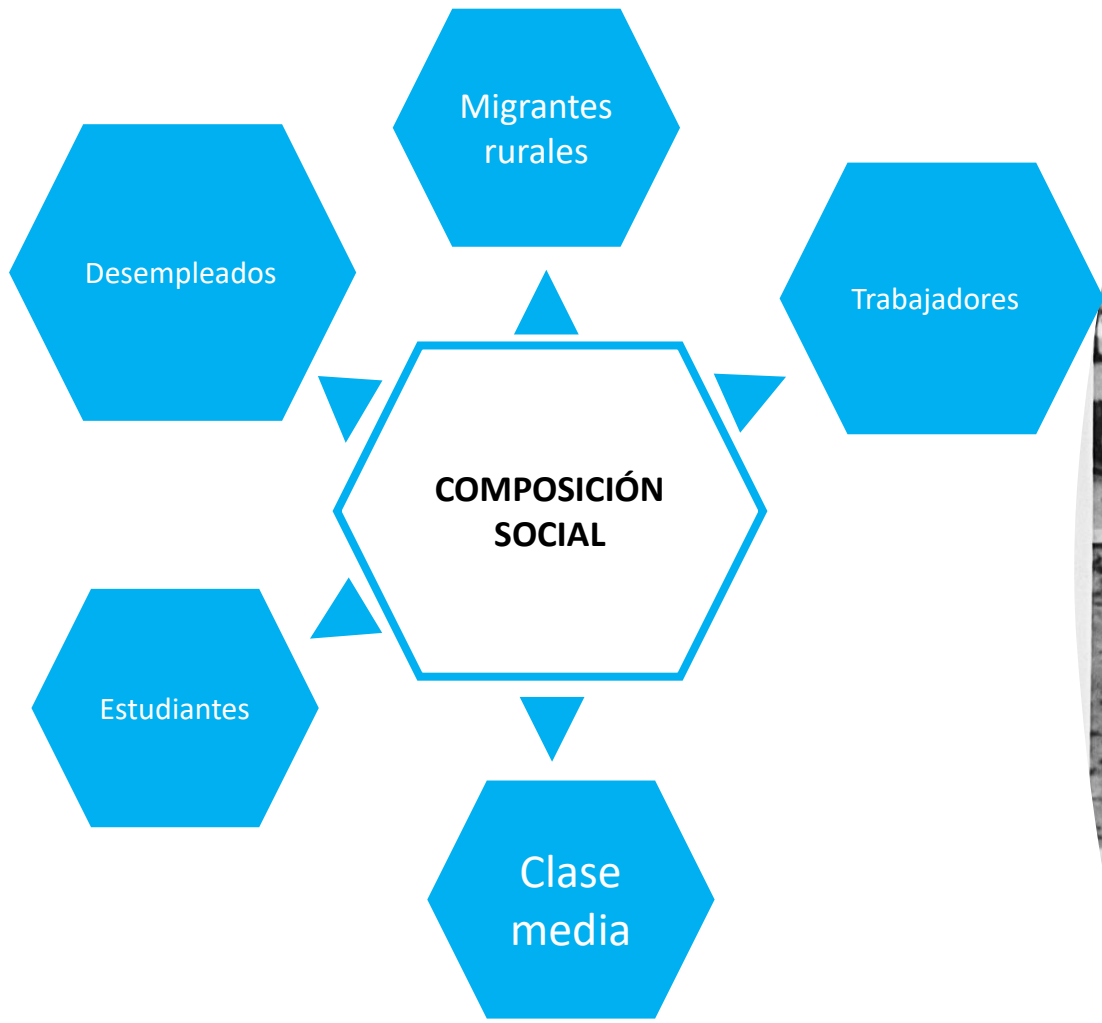 Migrantes
rurales
Desempleados
Trabajadores
COMPOSICIÓN
SOCIAL
Estudiantes
Clase
media